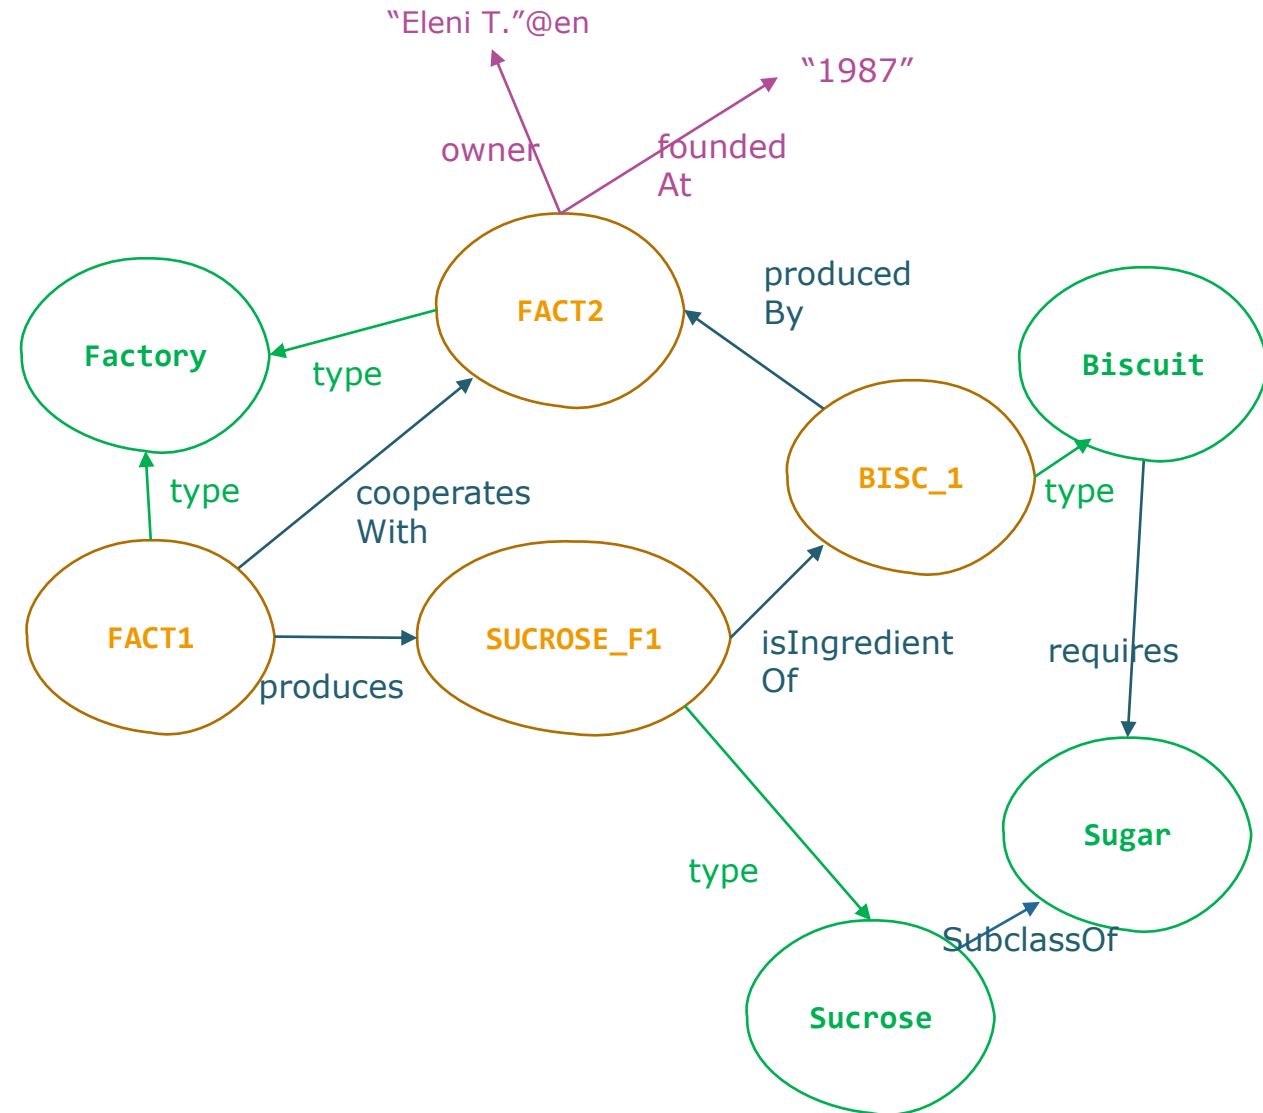 “Eleni T.”@en
“1987”
owner
founded
At
FACT2
produced
By
Factory
type
Biscuit
BISC_1
type
cooperates
With
type
FACT1
SUCROSE_F1
produces
isIngredient
Of
requires
Sugar
type
SubclassOf
Sucrose